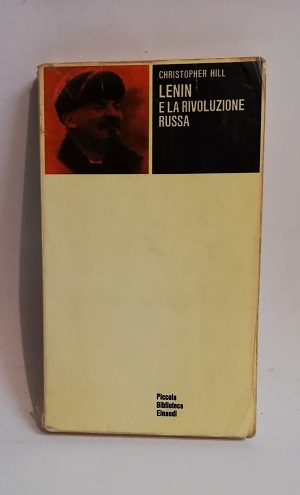 CHRISTOPHER HILL
LENIN
E LA RIVOLUZIONE
RUSSA
Piccola
Biblioteca
Einaudi